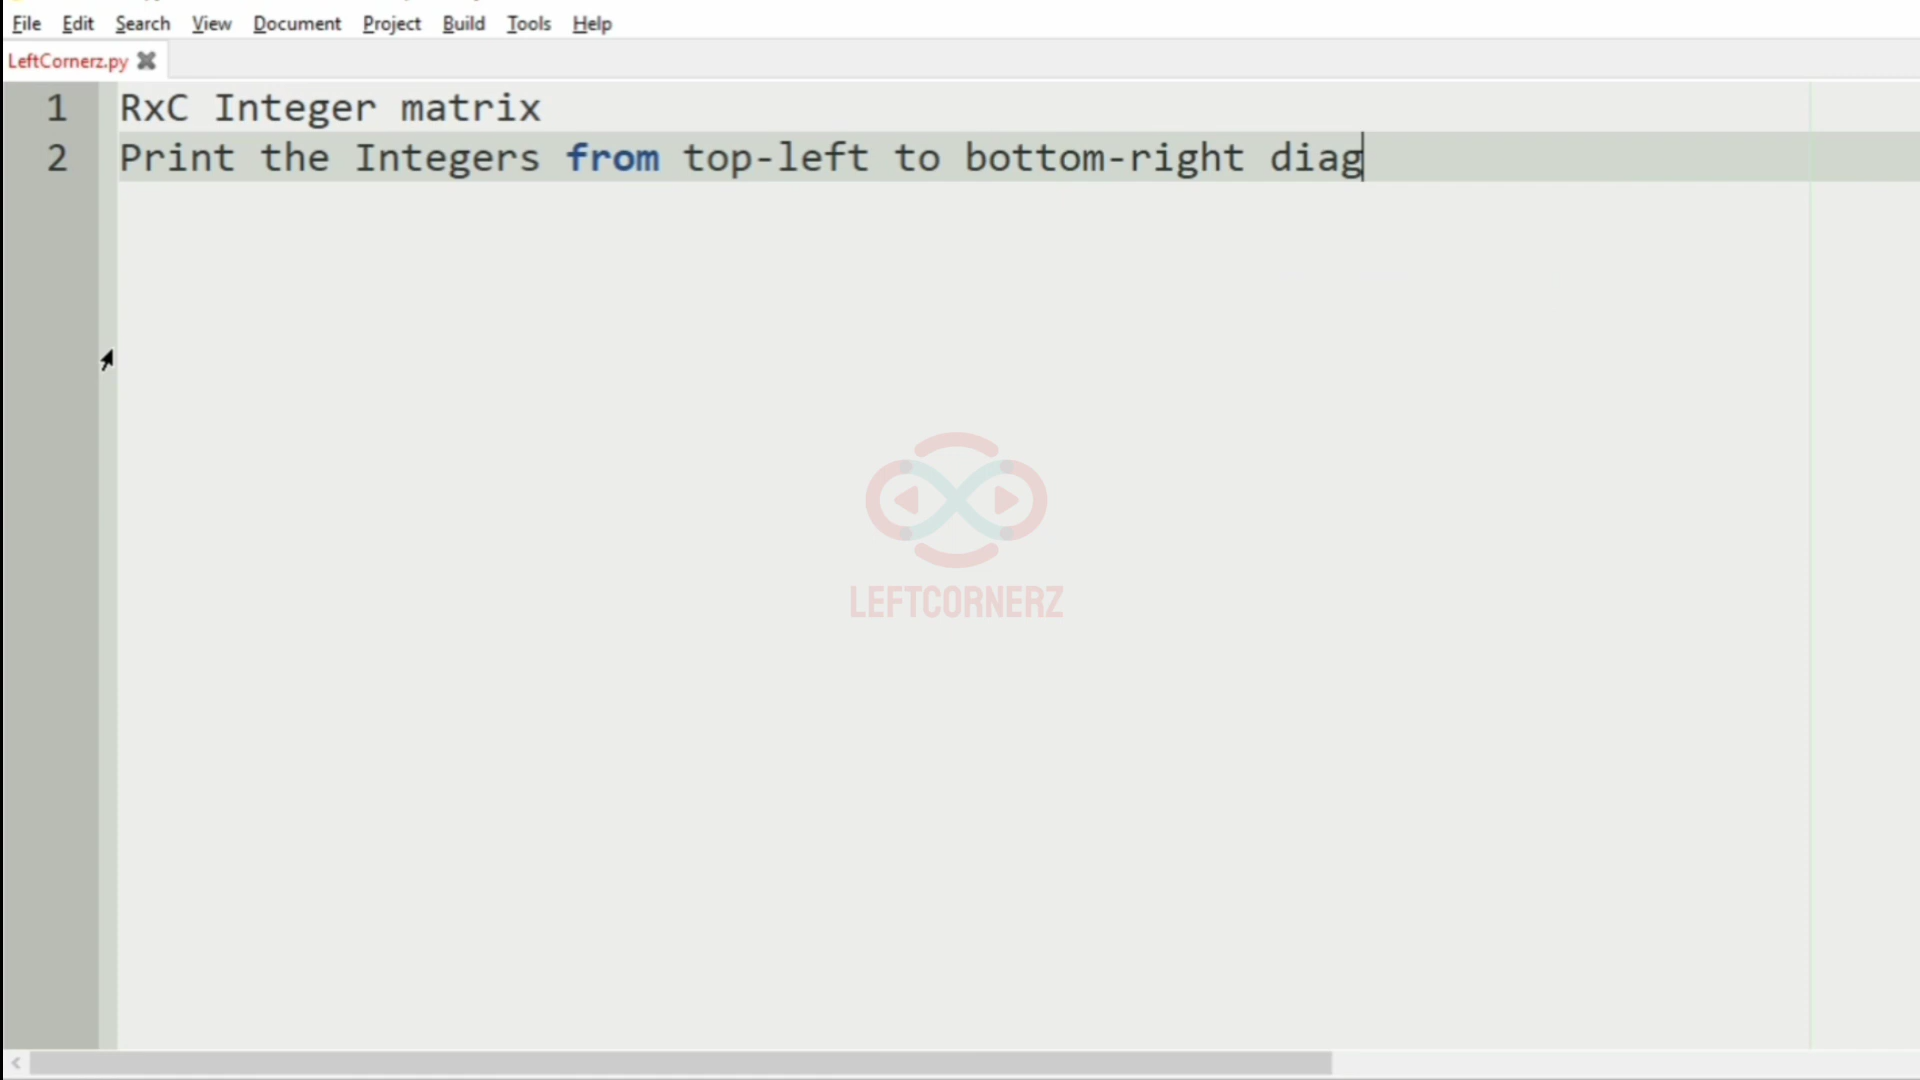 File Edit Search View Document Project Build Tools Help
LeftCornerz.py
1 RxC Integer matrix
2 Print the Integers from top-left to bottom-right diag
LEFTCORNERZ